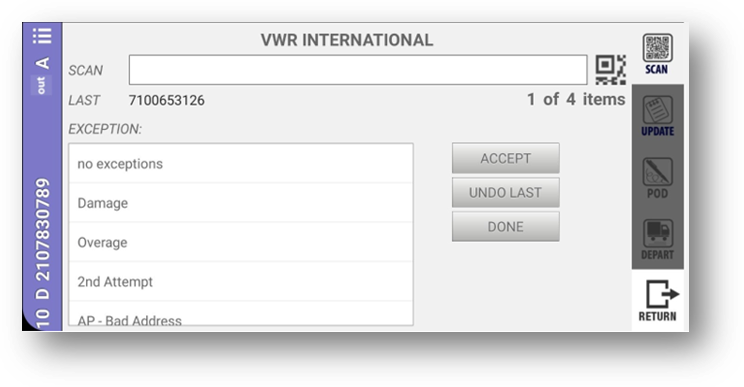 VWR INTERNATIONAL
SCAN
LAST 7100653126
1 of 4 items
EXCEPTION:
no exceptions
Damage
Overage
2nd Attempt
AP - Bad Address
ACCEPT
UNDO LAST
DONE
10 D 2107830789
out A
SCAN
UPDATE
POD
DEPART
RETURN